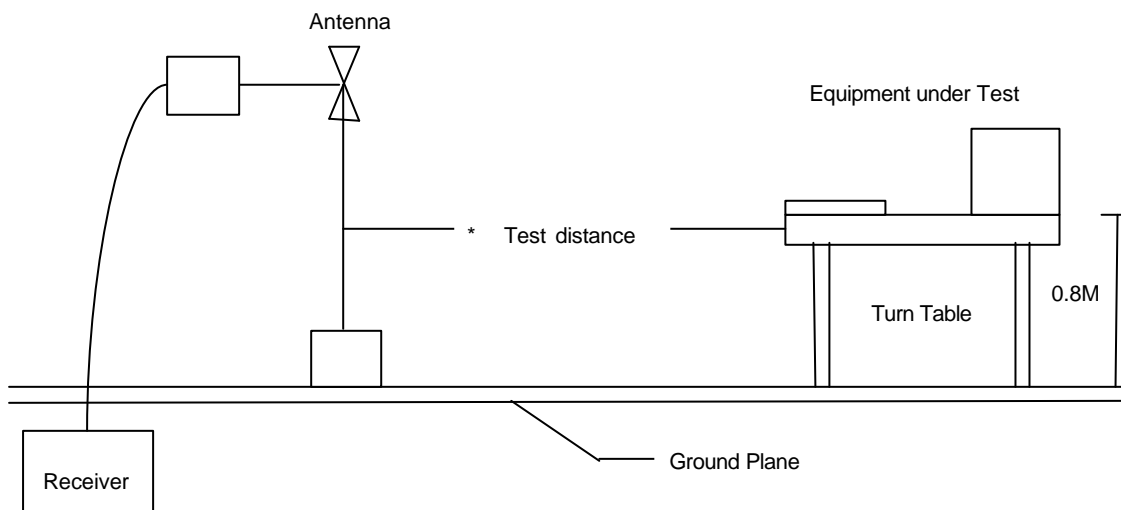 Antenna
Equipment under Test
* Test distance
0.8M
Turn Table
Ground Plane
Receiver